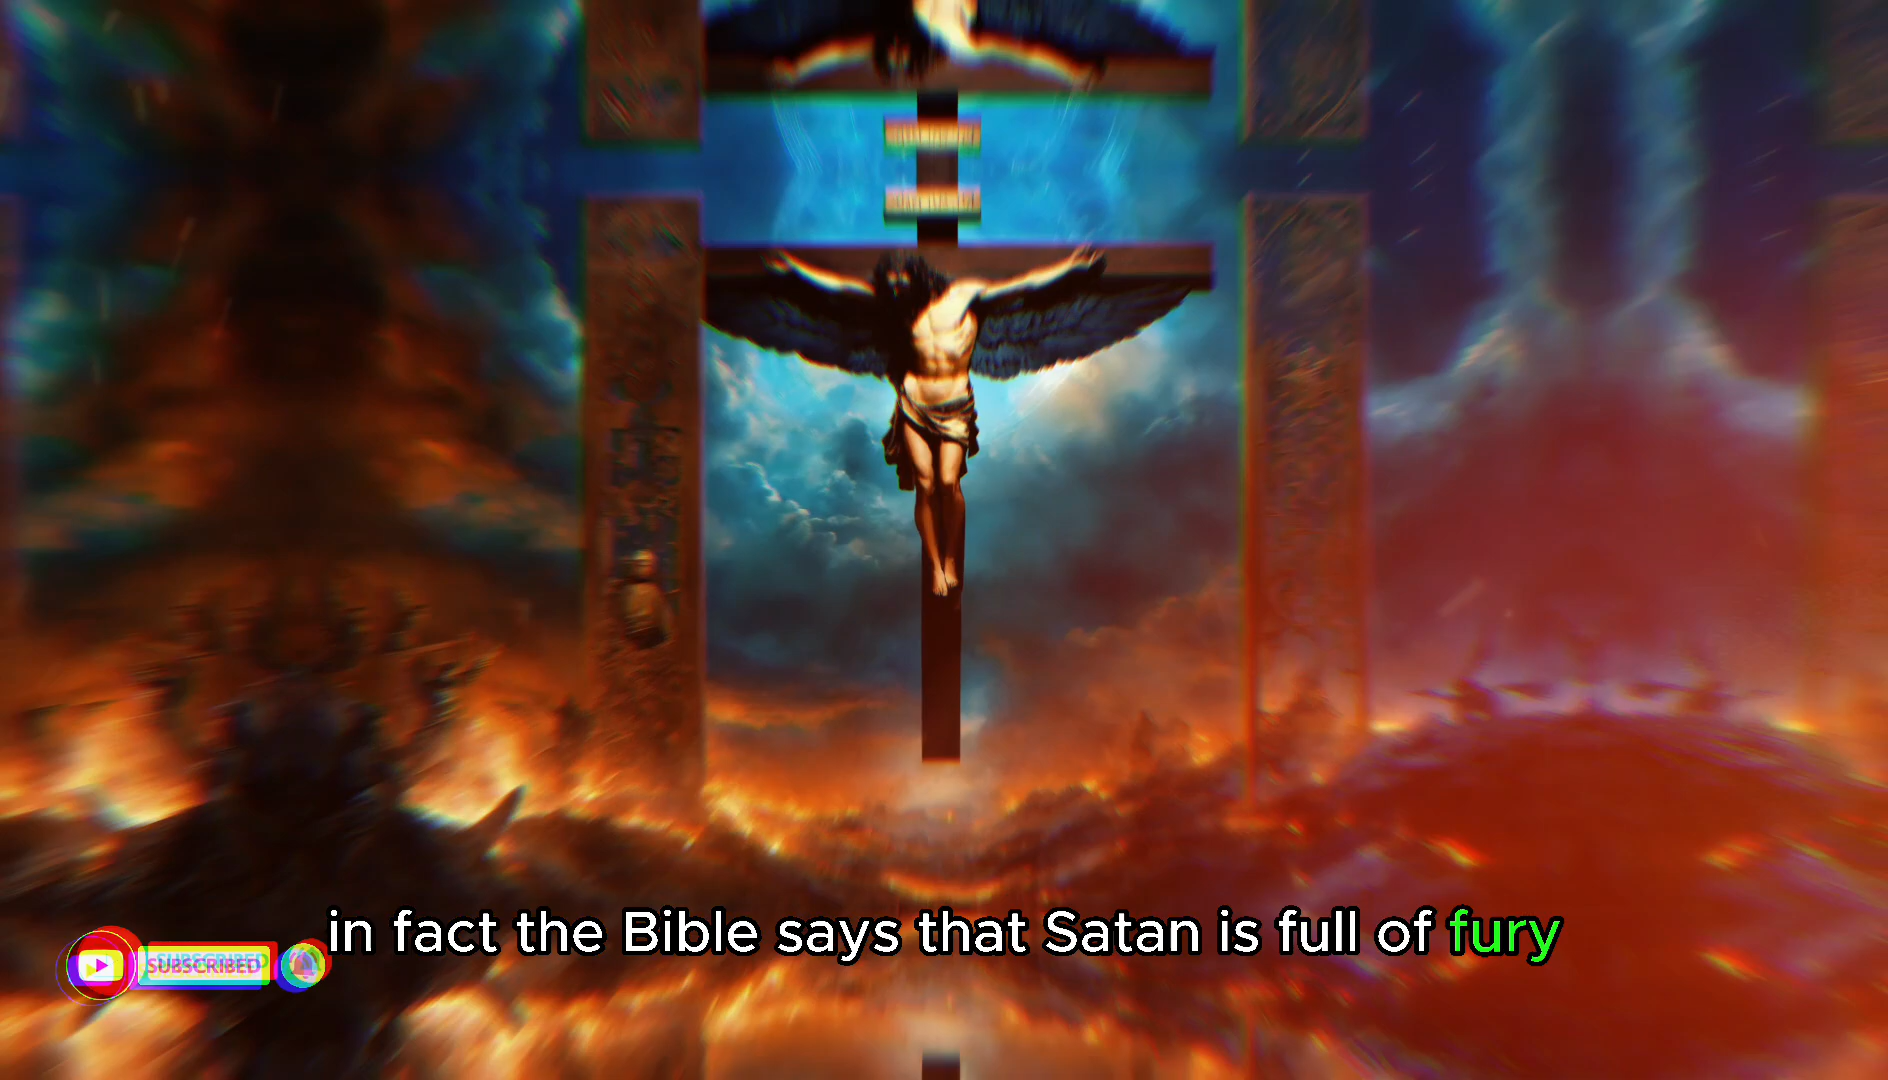 in fact the Bible says that Satan is full of fury
SUBSCRIBED